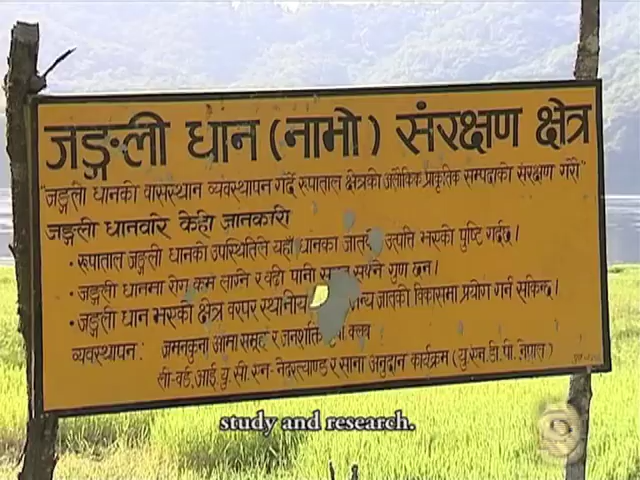 जङ्गली धान (नाभो) संरक्षण क्षेत्र
"जङ्गली धानको वासस्थान व्यवस्थापन गर्दै रुपाताल क्षेत्रको अलौकिक प्राकृतिक सम्पदाको संरक्षण गरौं"
जङ्गली धानबारे केही जानकारी
• रुपाताल जङ्गली धानको उपस्थितिले यहाँ धानका जात उत्पत्ति भएको पुष्टि गर्दछ।
• जङ्गली धानमा रोग कम लाग्ने र बढी पानी सक्ने गुण छन्।
• जङ्गली धान भएको क्षेत्र वरपर स्थानीय जातको विकासमा प्रयोग गर्न सकिन्छ।
व्यवस्थापन: जमनकुना आमा समूह र जनशक्ति युवा क्लब
ली-वर्ड, आई.यु.सी.एन-नेदरल्याण्ड र साना अनुदान कार्यक्रम (यु.एन.डी.पी. नेपाल)
study and research.